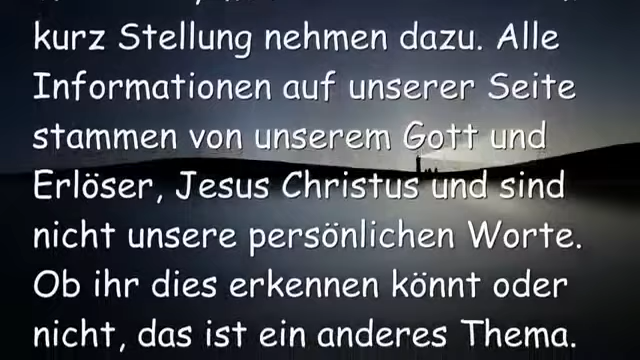 kurz Stellung nehmen dazu. Alle
Informationen auf unserer Seite
stammen von unserem Gott und
Erlöser, Jesus Christus und sind
nicht unsere persönlichen Worte.
Ob ihr dies erkennen könnt oder
nicht, das ist ein anderes Thema.